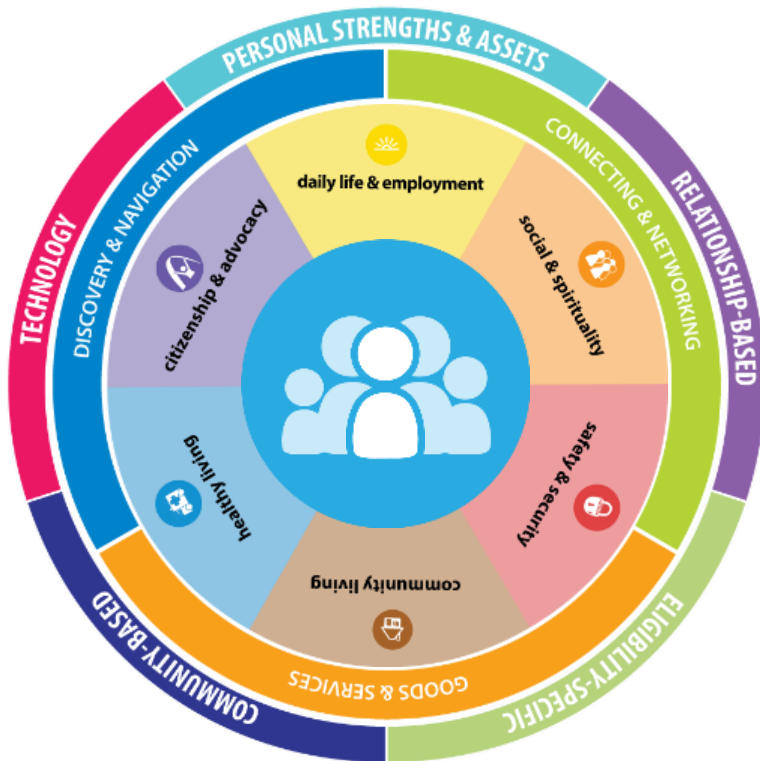 PERSONAL STRENGTHS & ASSETS
RELATIONSHIP-BASED
ELIGIBILITY-SPECIFIC
COMMUNITY-BASED
TECHNOLOGY
DISCOVERY & NAVIGATION
CONNECTING & NETWORKING
GOODS & SERVICES
daily life & employment
social & spirituality
safety & security
community living
healthy living
citizenship & advocacy